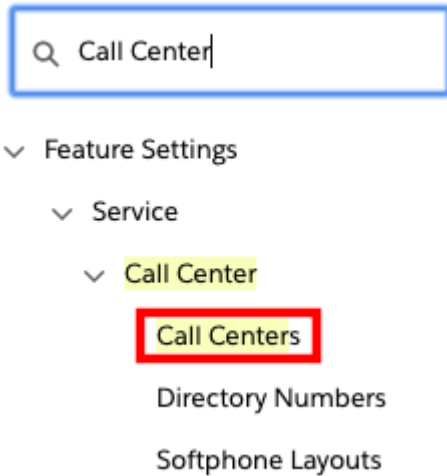 Call Center
Feature Settings
Service
Call Center
Call Centers
Directory Numbers
Softphone Layouts